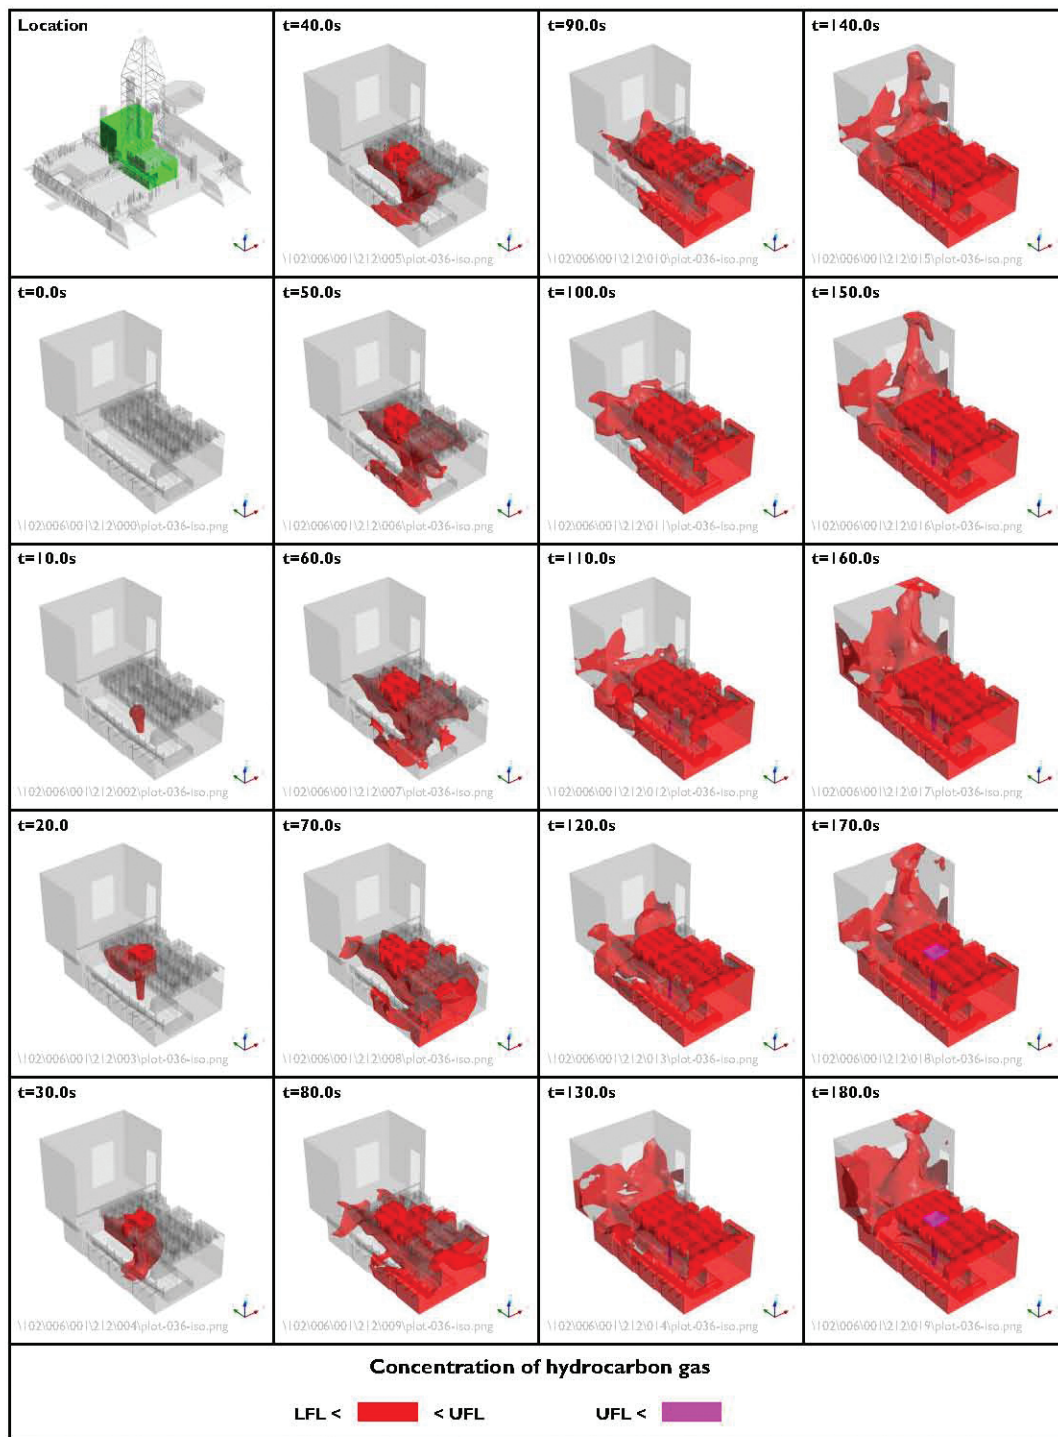 Location
t=0.0s
\102\006\001\212\000\plot-036-iso.png
t=10.0s
\102\006\001\212\002\plot-036-iso.png
t=20.0
\102\006\001\212\003\plot-036-iso.png
t=30.0s
\102\006\001\212\004\plot-036-iso.png
t=40.0s
\102\006\001\212\005\plot-036-iso.png
t=50.0s
\102\006\001\212\006\plot-036-iso.png
t=60.0s
\102\006\001\212\007\plot-036-iso.png
t=70.0s
\102\006\001\212\008\plot-036-iso.png
t=80.0s
\102\006\001\212\009\plot-036-iso.png
t=90.0s
\102\006\001\212\010\plot-036-iso.png
t=100.0s
\102\006\001\212\011\plot-036-iso.png
t=110.0s
\102\006\001\212\012\plot-036-iso.png
t=120.0s
\102\006\001\212\013\plot-036-iso.png
t=130.0s
\102\006\001\212\014\plot-036-iso.png
t=140.0s
\102\006\001\212\015\plot-036-iso.png
t=150.0s
\102\006\001\212\016\plot-036-iso.png
t=160.0s
\102\006\001\212\017\plot-036-iso.png
t=170.0s
\102\006\001\212\018\plot-036-iso.png
t=180.0s
\102\006\001\212\019\plot-036-iso.png
Concentration of hydrocarbon gas
LFL < < UFL UFL <